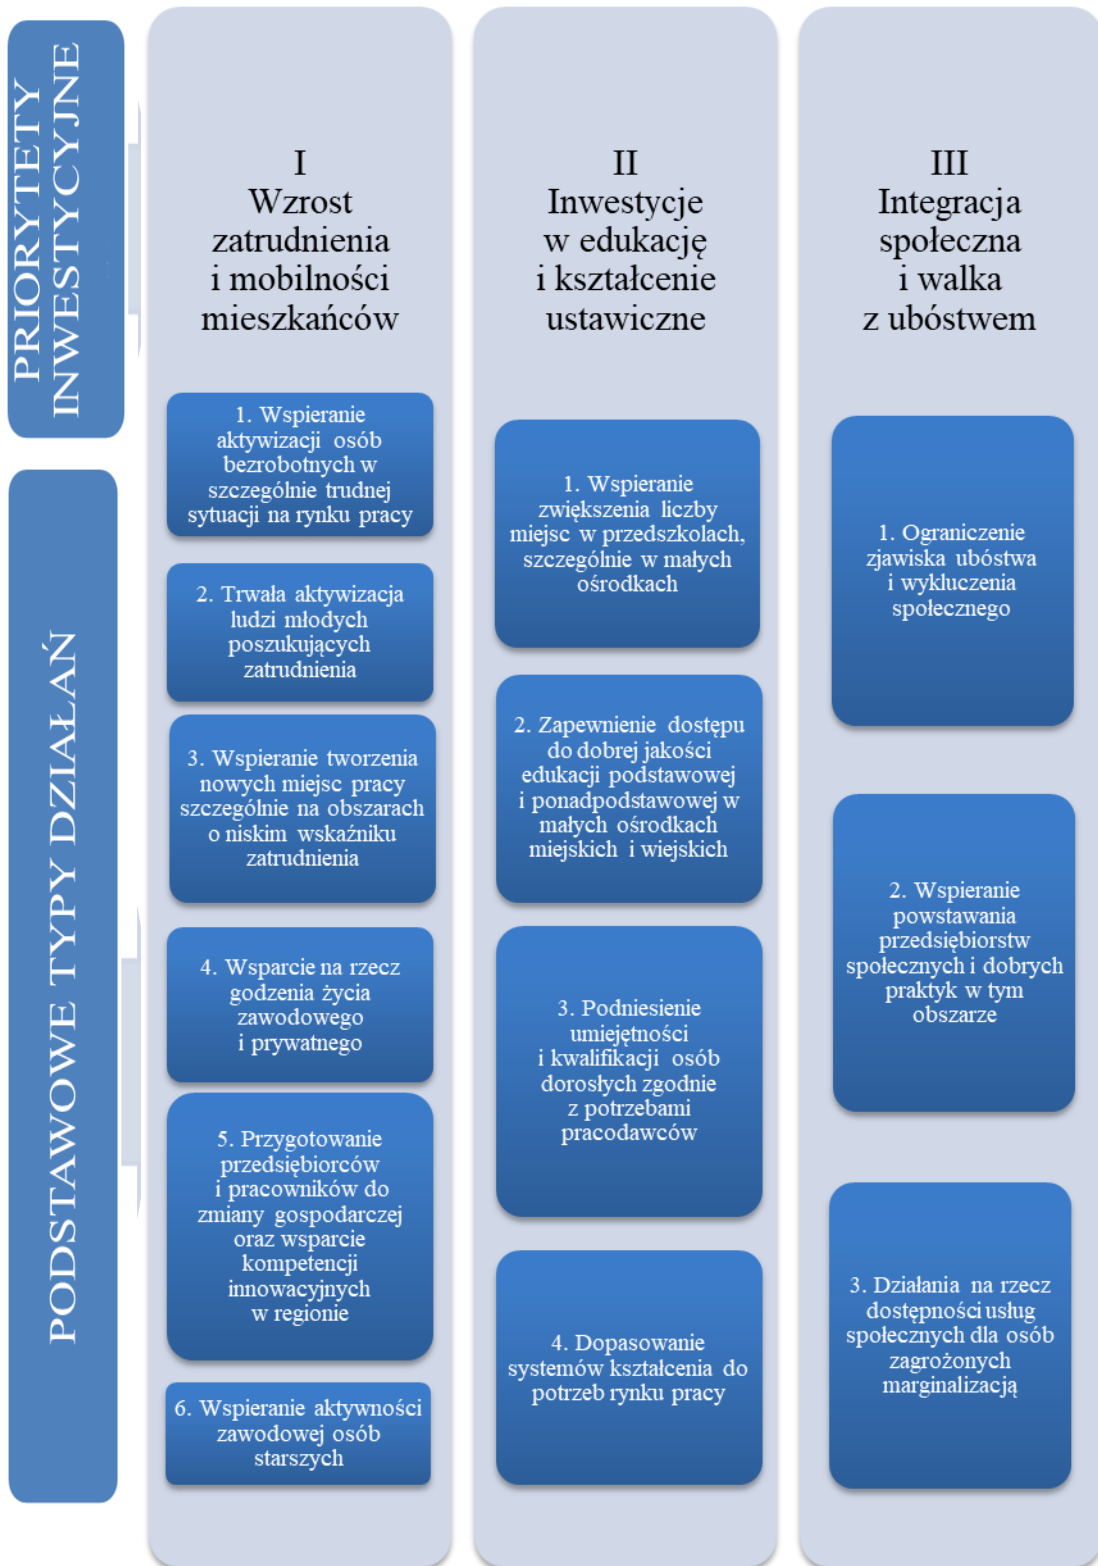 PRIORYTETY
INWESTYCYJNE
PODSTAWOWE TYPY DZIAŁAŃ
I
Wzrost
zatrudnienia
i mobilności
mieszkańców
1. Wspieranie
aktywizacji osób
bezrobotnych w
szczególnie trudnej
sytuacji na rynku pracy
2. Trwała aktywizacja
ludzi młodych
poszukujących
zatrudnienia
3. Wspieranie tworzenia
nowych miejsc pracy
szczególnie na obszarach
o niskim wskaźniku
zatrudnienia
4. Wsparcie na rzecz
godzenia życia
zawodowego
i prywatnego
5. Przygotowanie
przedsiębiorców
i pracowników do
zmiany gospodarczej
oraz wsparcie
kompetencji
innowacyjnych
w regionie
6. Wspieranie aktywności
zawodowej osób
starszych
II
Inwestycje
w edukację
i kształcenie
ustawiczne
1. Wspieranie
zwiększenia liczby
miejsc w przedszkolach,
szczególnie w małych
ośrodkach
2. Zapewnienie dostępu
do dobrej jakości
edukacji podstawowej
i ponadpodstawowej w
małych ośrodkach
miejskich i wiejskich
3. Podniesienie
umiejętności
i kwalifikacji osób
dorosłych zgodnie
z potrzebami
pracodawców
4. Dopasowanie
systemów kształcenia do
potrzeb rynku pracy
III
Integracja
społeczna
i walka
z ubóstwem
1. Ograniczenie
zjawiska ubóstwa
i wykluczenia
społecznego
2. Wspieranie
powstawania
przedsiębiorstw
społecznych i dobrych
praktyk w tym
obszarze
3. Działania na rzecz
dostępności usług
społecznych dla osób
zagrożonych
marginalizacją